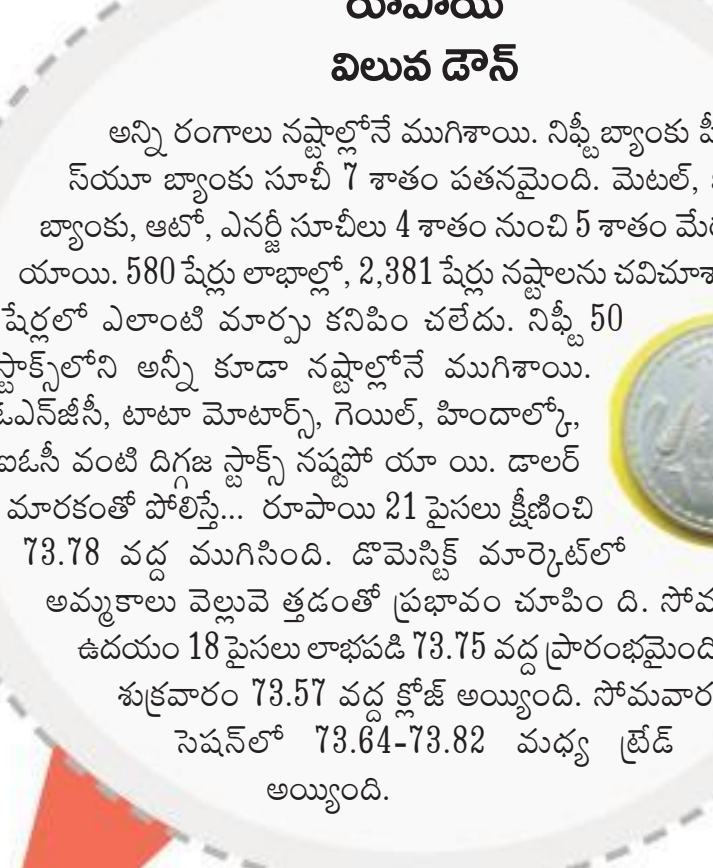 రూపాయి
విలువ డౌన్
అన్ని రంగాలు నష్టాల్లోనే ముగిశాయి. నిఫ్టీ బ్యాంకు
స్‌యూ బ్యాంకు సూచీ 7 శాతం పతనమైంది. మెటల్,
బ్యాంకు, ఆటో, ఎనర్జీ సూచీలు 4 శాతం నుంచి 5 శాతం
యాయి. 580 షేర్లు లాభాల్లో, 2,381 షేర్లు నష్టాలను
షేర్లలో ఎలాంటి మార్పు కనిపిం చలేదు. నిఫ్టీ 50
స్టాక్స్‌లోని అన్నీ కూడా నష్టాల్లోనే ముగిశాయి.
ఓఎన్‌జీసీ, టాటా మోటార్స్, గెయిల్, హిందాల్కో,
ఐఓసీ వంటి దిగ్గజ స్టాక్స్ నష్టపో యా యి. డాలర్
మారకంతో పోలిస్తే... రూపాయి 21 పైసలు క్షీణించి
73.78 వద్ద ముగిసింది. డొమెస్టిక్ మార్కెట్‌లో
అమ్మకాలు వెల్లువె త్తడంతో ప్రభావం చూపిం ది.
ఉదయం 18 పైసలు లాభపడి 73.75 వద్ద ప్రారంభమైంది
శుక్రవారం 73.57 వద్ద క్లోజ్ అయ్యింది. సోమవార
సెషన్‌లో 73.64-73.82 మధ్య ట్రేడ్
అయ్యింది.